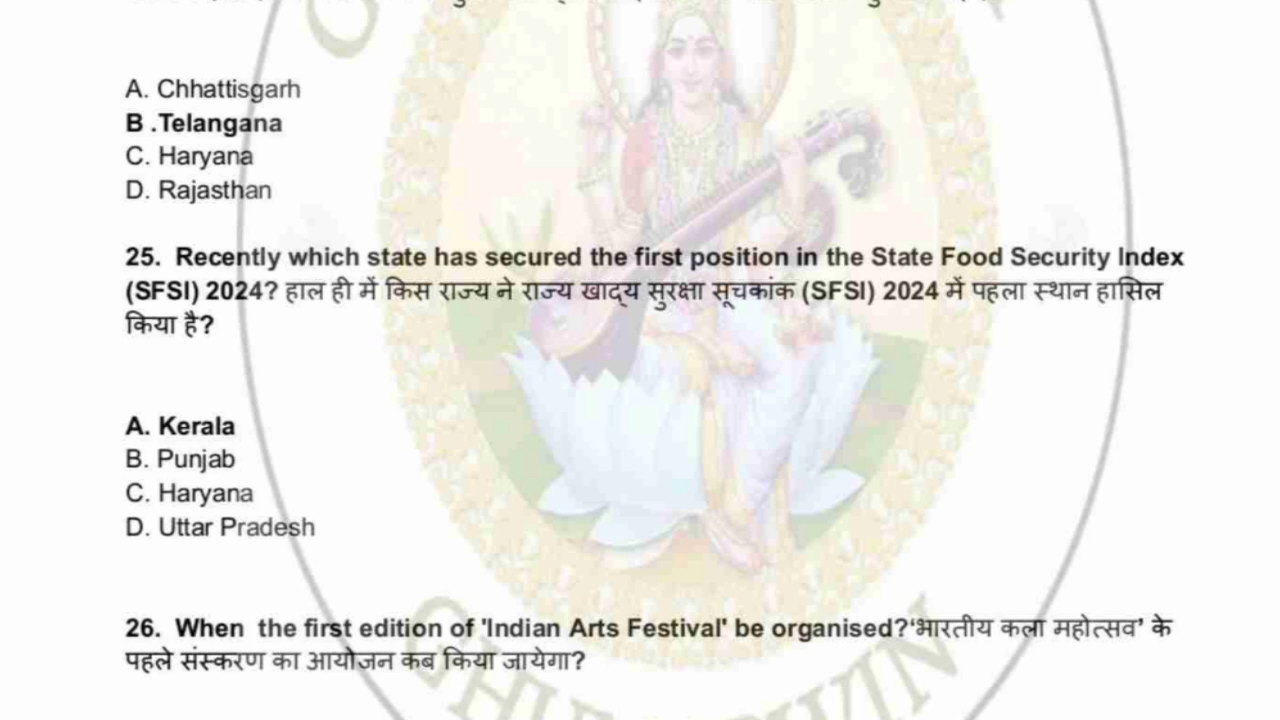 A. Chhattisgarh
B .Telangana
C. Haryana
D. Rajasthan
25. Recently which state has secured the first position in the State Food Security Index
(SFSI) 2024? हाल ही में किस राज्य ने राज्य खाद्य सुरक्षा सूचकांक (SFSI) 2024 में पहला स्थान हासिल
किया है?
A. Kerala
B. Punjab
C. Haryana
D. Uttar Pradesh
26. When the first edition of 'Indian Arts Festival' be organised?‘भारतीय कला महोत्सव’ के
पहले संस्करण का आयोजन कब किया जायेगा?